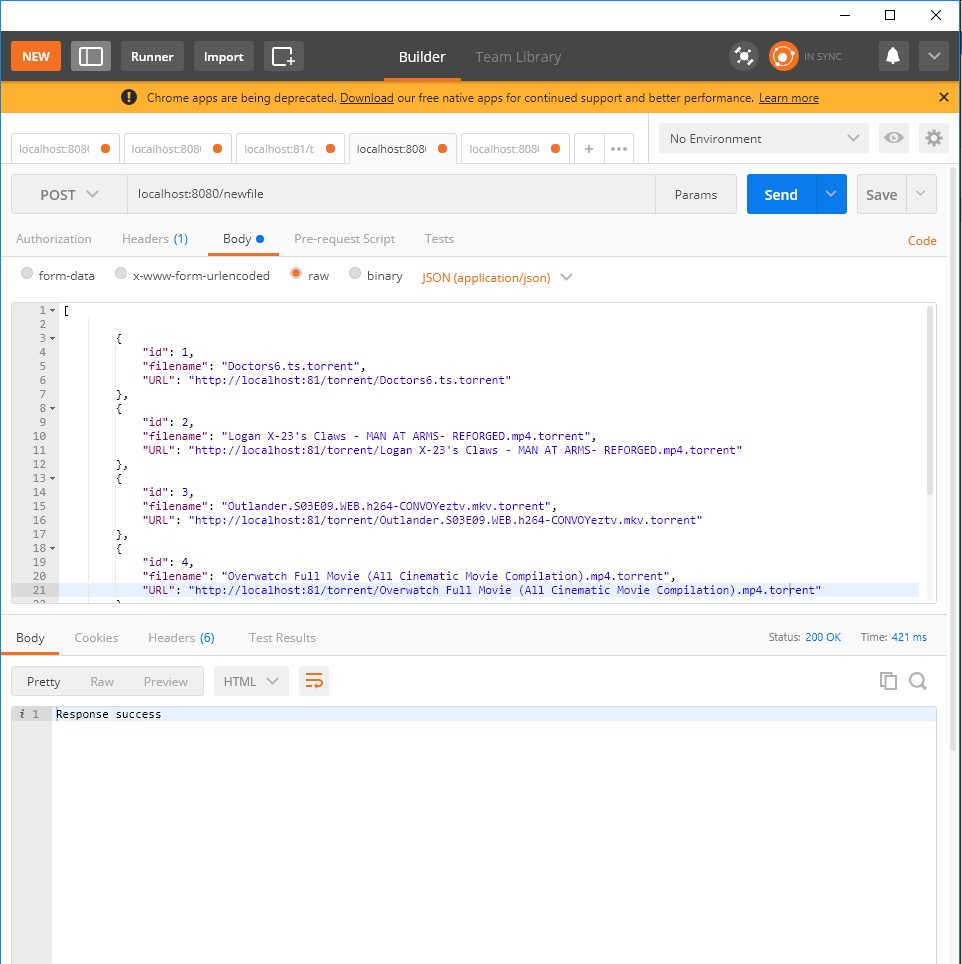 NEW Runner Import Builder Team Library IN SYNC
Chrome apps are being deprecated. Download our free native apps for continued support and better performance. Learn more
localhost:808 localhost:808 localhost:81/t localhost:808 localhost:808 + ••• No Environment
POST localhost:8080/newfile Params Send Save
Authorization Headers (1) Body Pre-request Script Tests Code
form-data x-www-form-urlencoded raw binary JSON (application/json)
1 [
2
3 {
4 "id": 1,
5 "filename": "Doctors6.ts.torrent",
6 "URL": "http://localhost:81/torrent/Doctors6.ts.torrent"
7 },
8 {
9 "id": 2,
10 "filename": "Logan X-23's Claws - MAN AT ARMS- REFORGED.mp4.torrent",
11 "URL": "http://localhost:81/torrent/Logan X-23's Claws - MAN AT ARMS- REFORGED.mp4.torrent"
12 },
13 {
14 "id": 3,
15 "filename": "Outlander.S03E09.WEB.h264-CONVOYeztv.mkv.torrent",
16 "URL": "http://localhost:81/torrent/Outlander.S03E09.WEB.h264-CONVOYeztv.mkv.torrent"
17 },
18 {
19 "id": 4,
20 "filename": "Overwatch Full Movie (All Cinematic Movie Compilation).mp4.torrent",
21 "URL": "http://localhost:81/torrent/Overwatch Full Movie (All Cinematic Movie Compilation).mp4.torrent"
Body Cookies Headers (6) Test Results Status: 200 OK Time: 421 ms
Pretty Raw Preview HTML
i 1 Response success